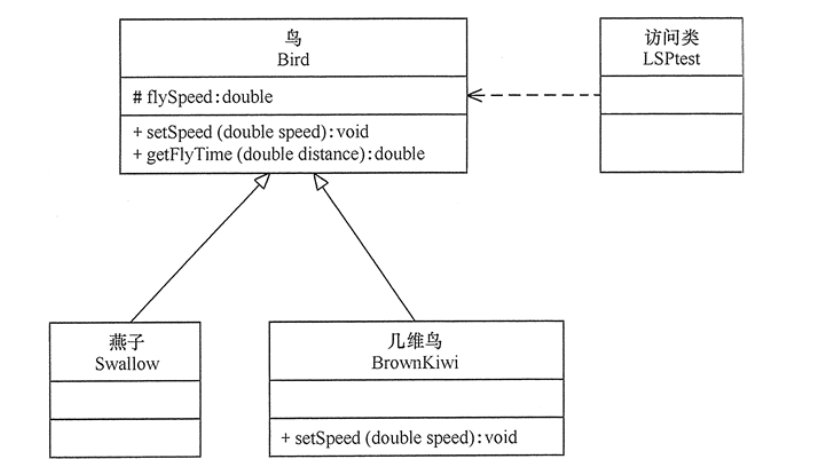 鸟
Bird
# flySpeed:double
+ setSpeed (double speed):void
+ getFlyTime (double distance):double
访问类
LSPtest
燕子
Swallow
几维鸟
BrownKiwi
+ setSpeed (double speed):void